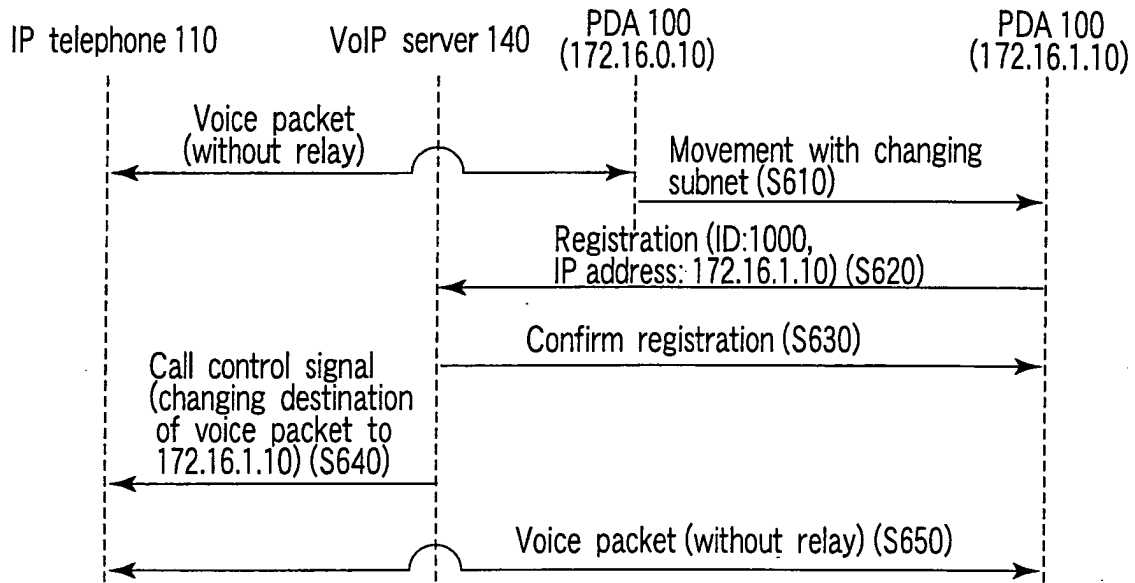 IP telephone 110
VoIP server 140
PDA 100
(172.16.0.10)
PDA 100
(172.16.1.10)
Voice packet
(without relay)
Movement with changing
subnet (S610)
Registration (ID:1000,
IP address: 172.16.1.10) (S620)
Confirm registration (S630)
Call control signal
(changing destination
of voice packet to
172.16.1.10) (S640)
Voice packet (without relay) (S650)